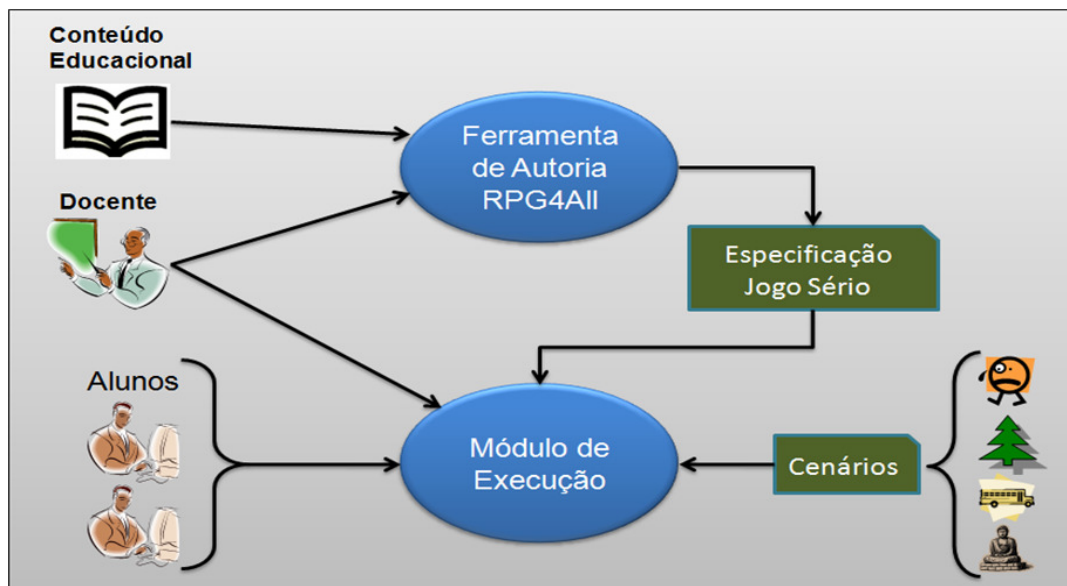 Conteúdo
Educacional
Ferramenta
de Autoria
RPG4All
Docente
Especificação
Jogo Sério
Alunos
Módulo de
Execução
Cenários